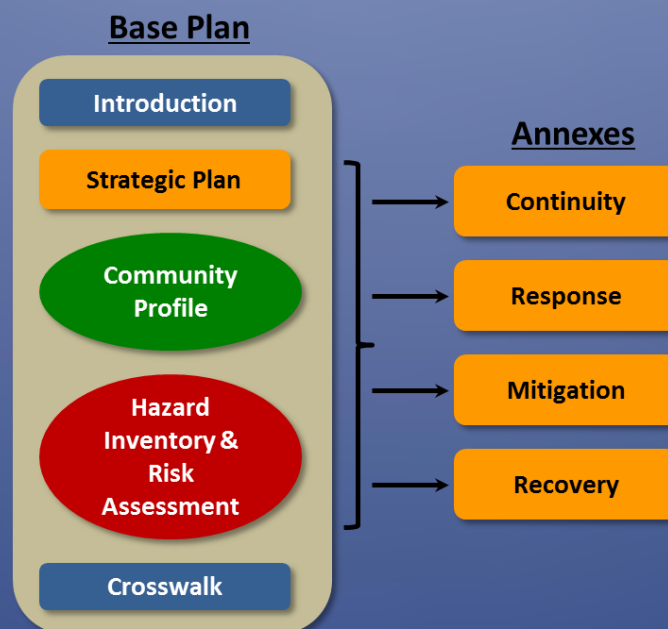 Base Plan
Introduction
Strategic Plan
Community
Profile
Hazard
Inventory &
Risk
Assessment
Crosswalk
Annexes
Continuity
Response
Mitigation
Recovery